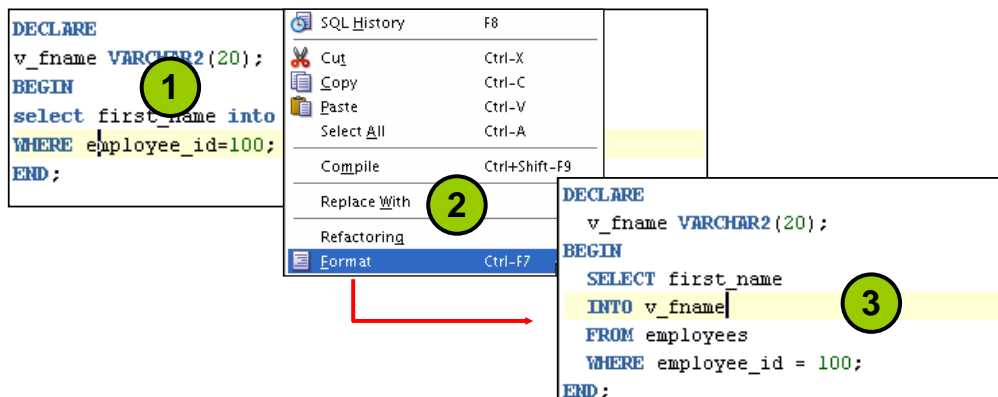 DECLARE
v_fname VARCHAR2(20);
BEGIN
select first_name into
WHERE employee_id=100;
END;
1
SQL History F8
Cut Ctrl-X
Copy Ctrl-C
Paste Ctrl-V
Select All Ctrl-A
Compile Ctrl+Shift-F9
Replace With
Refactoring
Format Ctrl-F7
2
DECLARE
v_fname VARCHAR2(20);
BEGIN
SELECT first_name
INTO v_fname
FROM employees
WHERE employee_id = 100;
END;
3